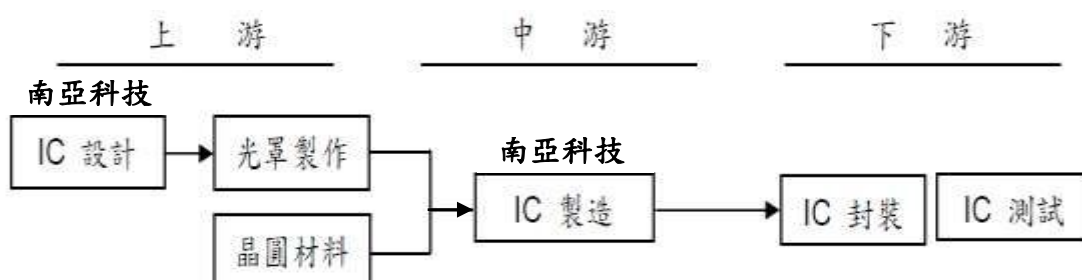 上 游
中 游
下 游
南亞科技
IC 設計
光罩製作
南亞科技
晶圓材料
IC 製造
IC 封裝
IC 測試